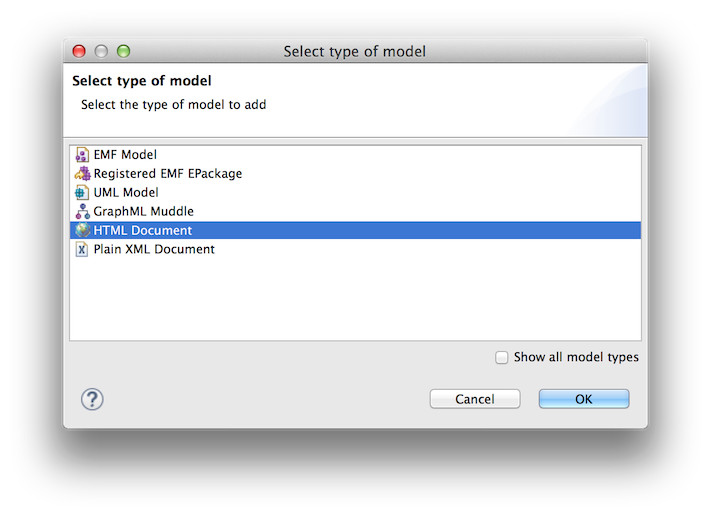 Select type of model
Select type of model
Select the type of model to add
EMF Model
Registered EMF EPackage
UML Model
GraphML Muddle
HTML Document
Plain XML Document
Show all model types
?
Cancel
OK